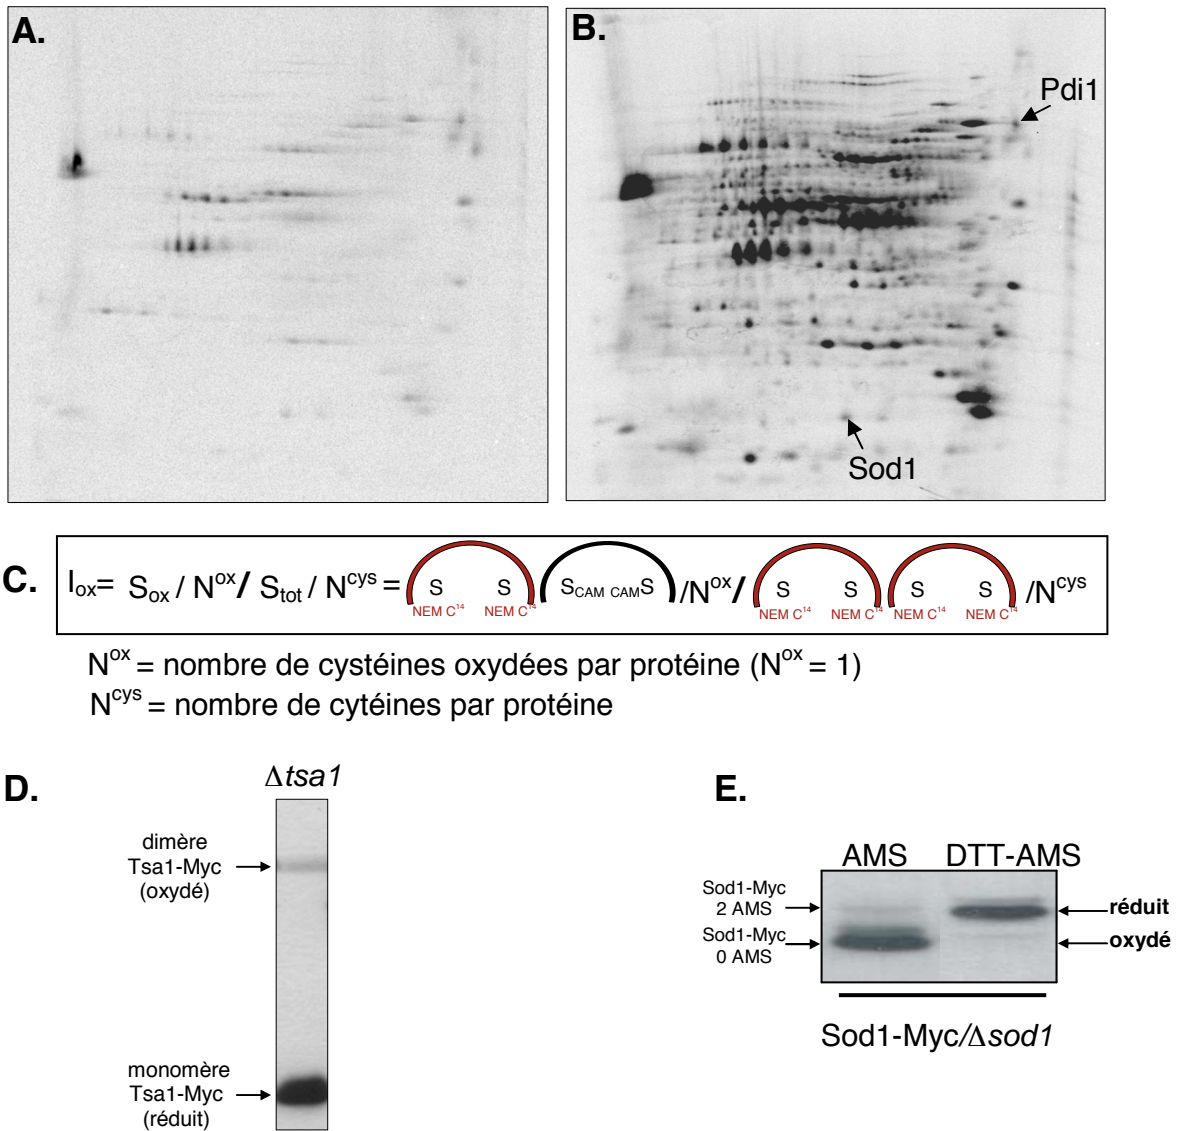 A.
B.
Pdi1
Sod1
C.
Iox= Sox / Nox/ Stot / Ncys = S S SCAM CAMS /Nox/ S S S S /Ncys
NEM C14 NEM C14 NEM C14 NEM C14 NEM C14 NEM C14
Nox = nombre de cystéines oxydées par protéine (Nox = 1)
Ncys = nombre de cytéines par protéine
D.
Δtsa1
dimère
Tsa1-Myc
(oxydé)
monomère
Tsa1-Myc
(réduit)
E.
AMS DTT-AMS
Sod1-Myc
2 AMS
Sod1-Myc
0 AMS
réduit
oxydé
Sod1-Myc/Δsod1